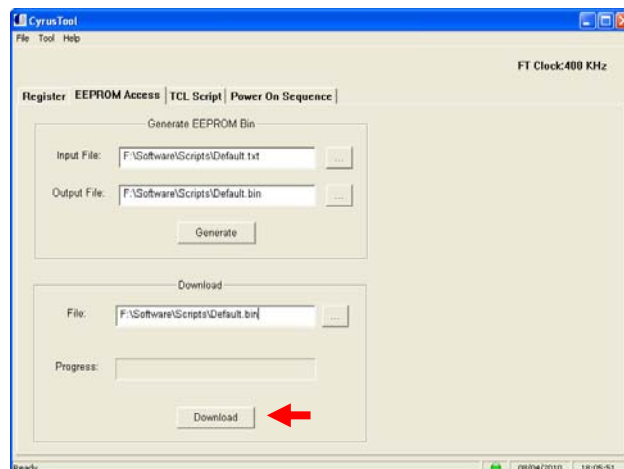 CyrusTool
File Tool Help
FT Clock:400 KHz
Register EEPROM Access TCL Script Power On Sequence
Generate EEPROM Bin
Input File: F:\Software\Scripts\Default.txt ...
Output File: F:\Software\Scripts\Default.bin ...
Generate
Download
File: F:\Software\Scripts\Default.bin ...
Progress:
Download
Ready 08/04/2010 18:05:51